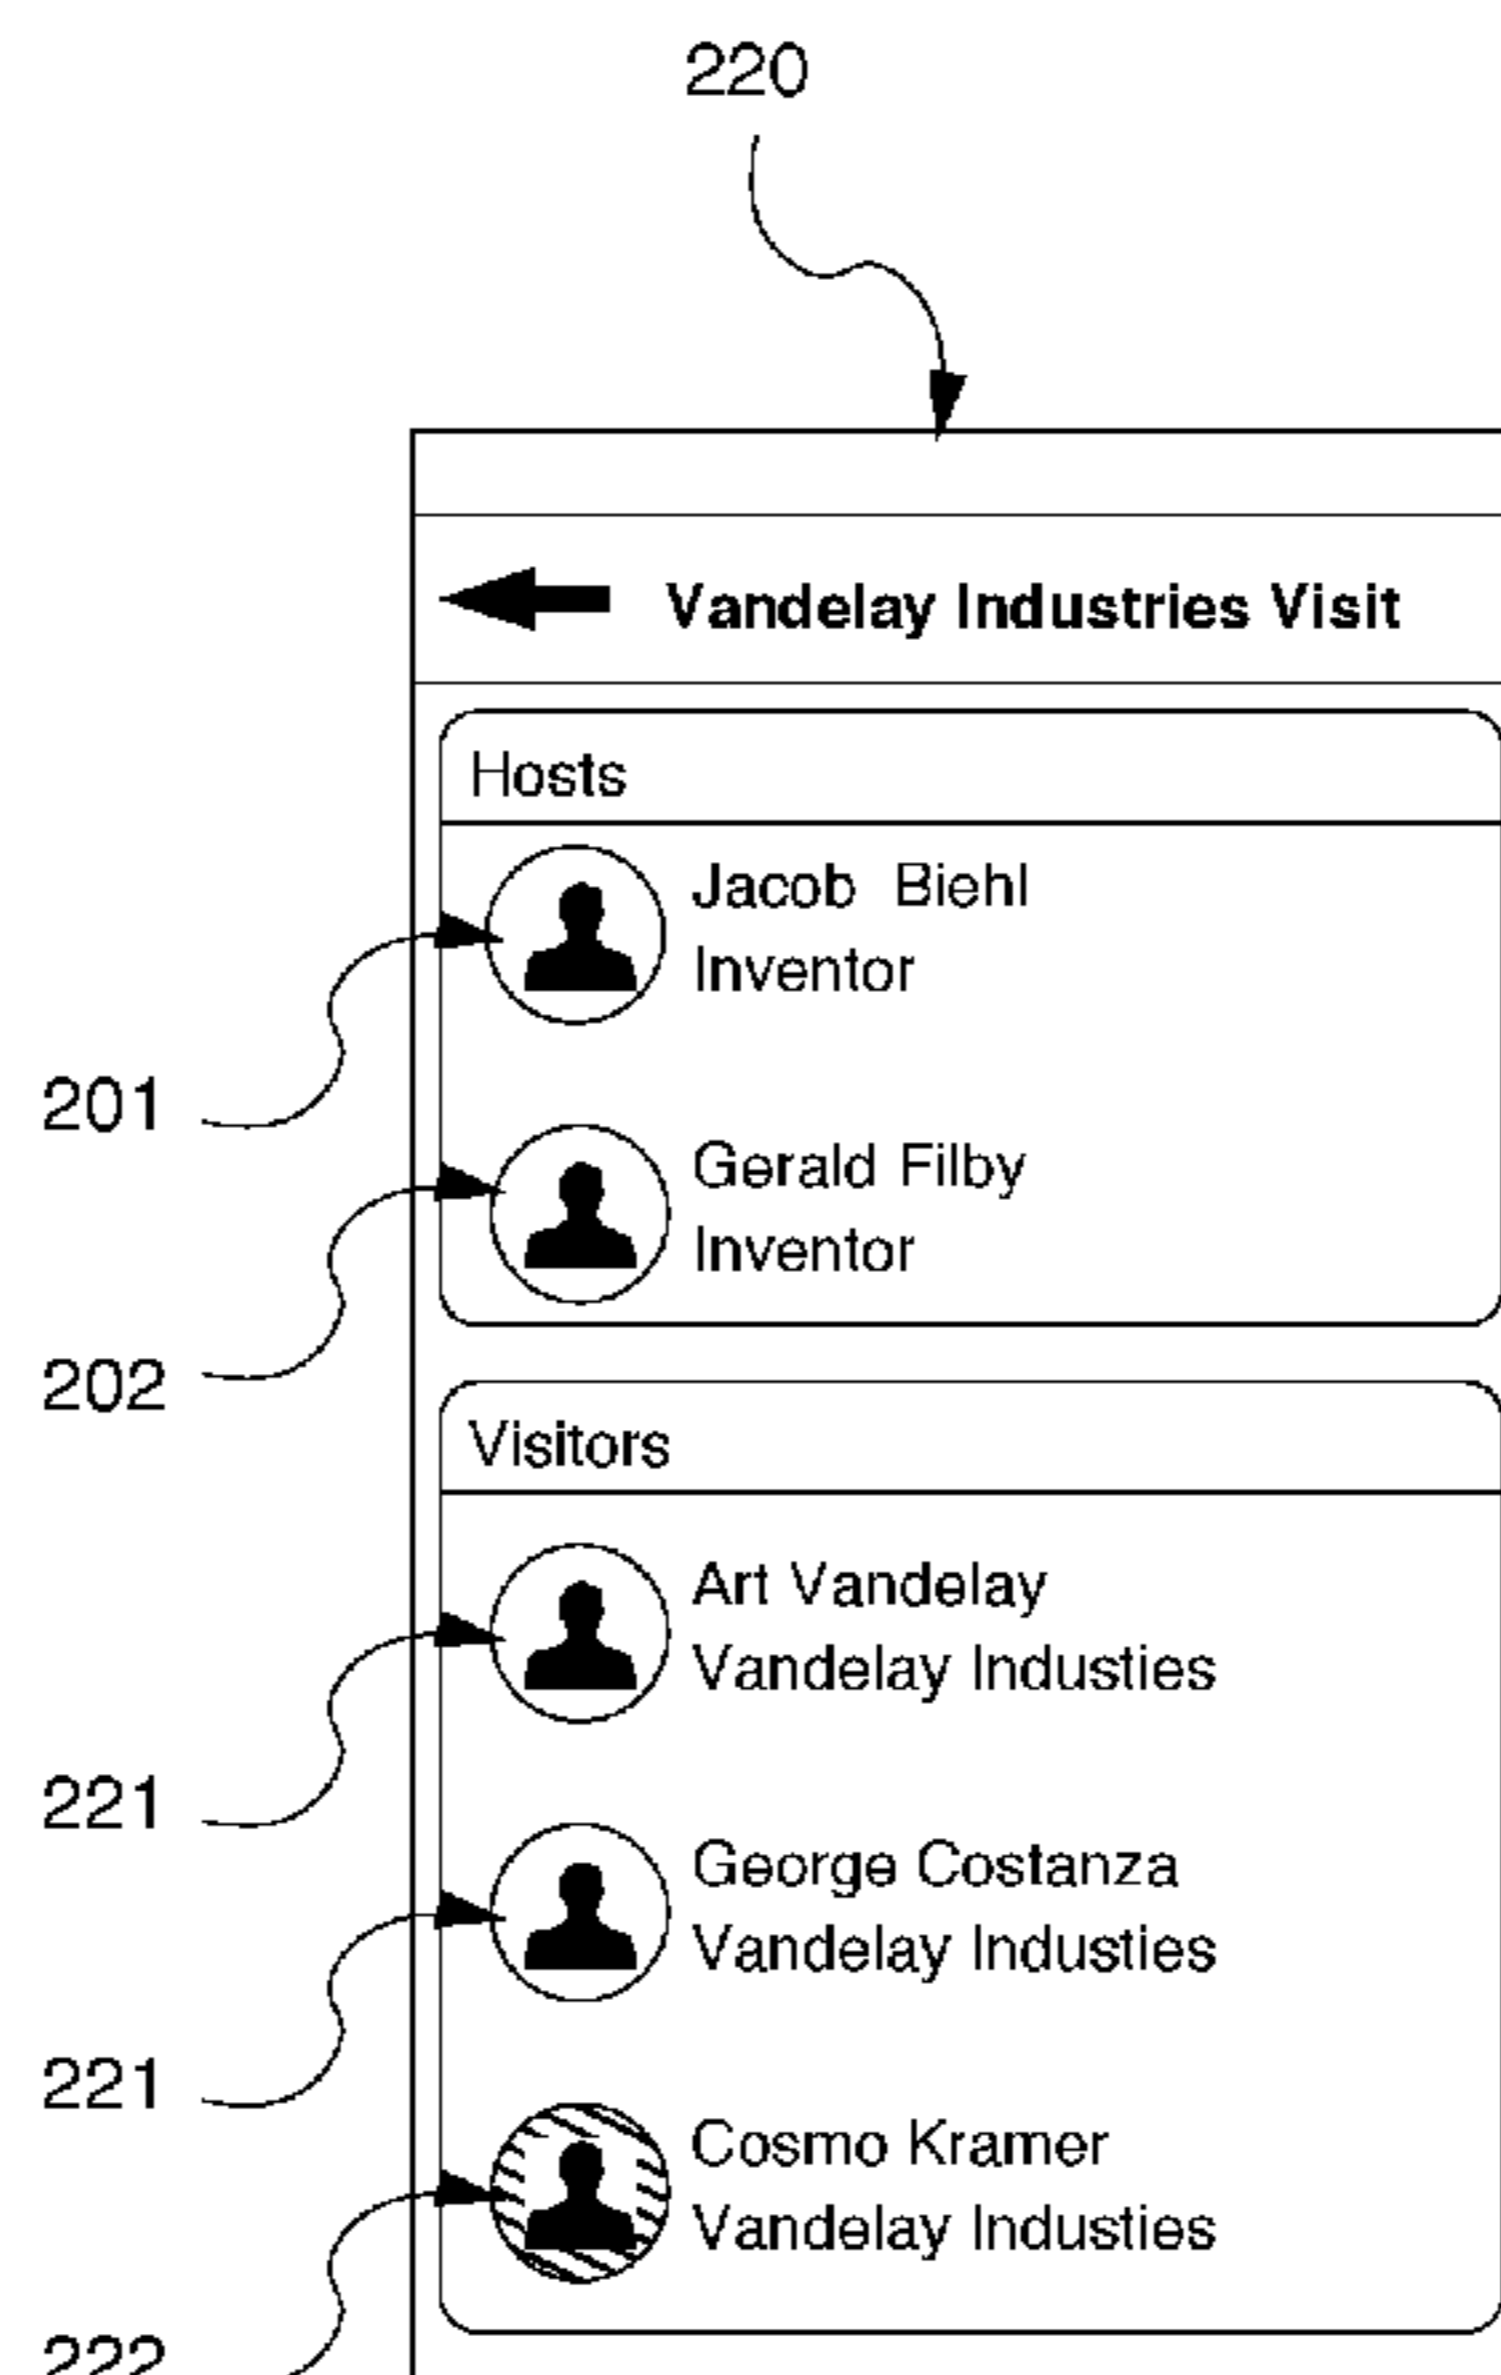 220
Vandelay Industries Visit
Hosts
Jacob Biehl
Inventor
201
Gerald Filby
Inventor
202
Visitors
Art Vandelay
Vandelay Industies
221
George Costanza
Vandelay Industies
221
Cosmo Kramer
Vandelay Industies
222